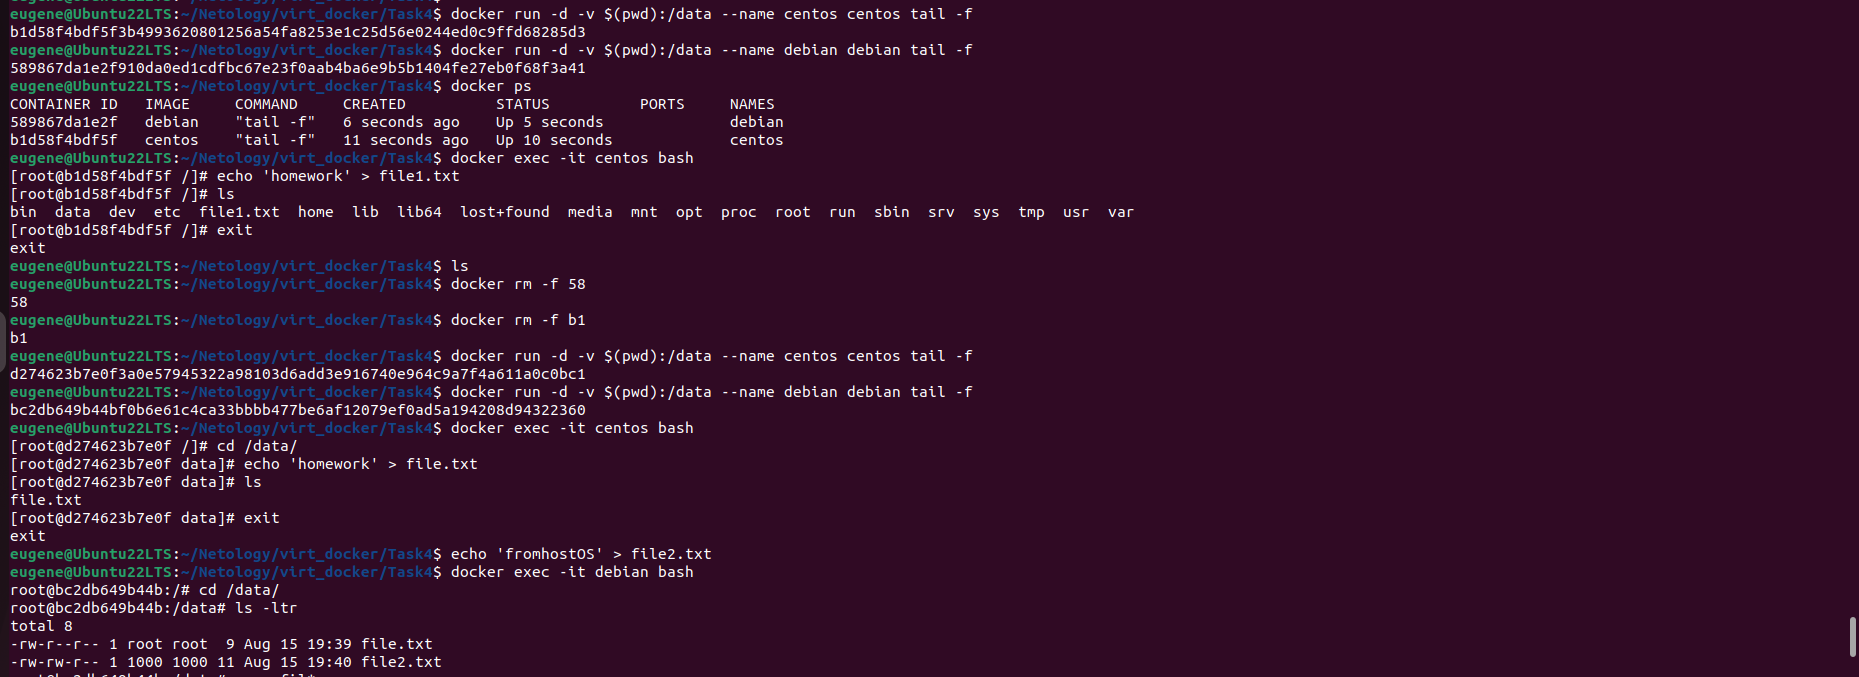 eugene@Ubuntu22LTS:~/Netology/virt_docker/Task4$ docker run -d -v $(pwd):/data --name centos centos tail -f
b1d58f4bdf5f3b4993620801256a54fa8253e1c25d56e0244ed0c9ffd68285d3
eugene@Ubuntu22LTS:~/Netology/virt_docker/Task4$ docker run -d -v $(pwd):/data --name debian debian tail -f
589867da1e2f910da0ed1cdfbc67e23f0aab4ba6e9b5b1404fe27eb0f68f3a41
eugene@Ubuntu22LTS:~/Netology/virt_docker/Task4$ docker ps
CONTAINER ID   IMAGE     COMMAND     CREATED          STATUS          PORTS     NAMES
589867da1e2f   debian    "tail -f"   6 seconds ago    Up 5 seconds              debian
b1d58f4bdf5f   centos    "tail -f"   11 seconds ago   Up 10 seconds             centos
eugene@Ubuntu22LTS:~/Netology/virt_docker/Task4$ docker exec -it centos bash
[root@b1d58f4bdf5f /]# echo 'homework' > file1.txt
[root@b1d58f4bdf5f /]# ls
bin  data  dev  etc  file1.txt  home  lib  lib64  lost+found  media  mnt  opt  proc  root  run  sbin  srv  sys  tmp  usr  var
[root@b1d58f4bdf5f /]# exit
exit
eugene@Ubuntu22LTS:~/Netology/virt_docker/Task4$ ls
eugene@Ubuntu22LTS:~/Netology/virt_docker/Task4$ docker rm -f 58
58
eugene@Ubuntu22LTS:~/Netology/virt_docker/Task4$ docker rm -f b1
b1
eugene@Ubuntu22LTS:~/Netology/virt_docker/Task4$ docker run -d -v $(pwd):/data --name centos centos tail -f
d274623b7e0f3a0e57945322a98103d6add3e916740e964c9a7f4a611a0c0bc1
eugene@Ubuntu22LTS:~/Netology/virt_docker/Task4$ docker run -d -v $(pwd):/data --name debian debian tail -f
bc2db649b44bf0b6e61c4ca33bbbb477be6af12079ef0ad5a194208d94322360
eugene@Ubuntu22LTS:~/Netology/virt_docker/Task4$ docker exec -it centos bash
[root@d274623b7e0f /]# cd /data/
[root@d274623b7e0f data]# echo 'homework' > file.txt
[root@d274623b7e0f data]# ls
file.txt
[root@d274623b7e0f data]# exit
exit
eugene@Ubuntu22LTS:~/Netology/virt_docker/Task4$ echo 'fromhostOS' > file2.txt
eugene@Ubuntu22LTS:~/Netology/virt_docker/Task4$ docker exec -it debian bash
root@bc2db649b44b:/# cd /data/
root@bc2db649b44b:/data# ls -ltr
total 8
-rw-r--r-- 1 root root  9 Aug 15 19:39 file.txt
-rw-rw-r-- 1 1000 1000 11 Aug 15 19:40 file2.txt